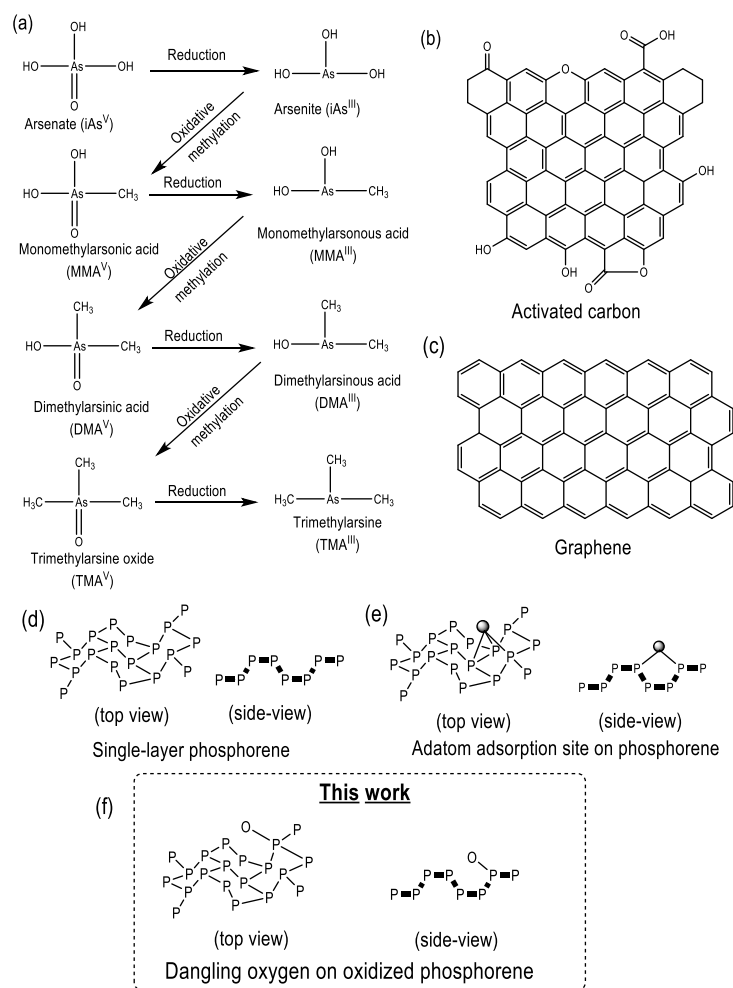 (a)
OH
HO As OH
OH
O
Arsenate (iAsV)
Reduction
OH
HO As OH
Arsenite (iAsIII)
Oxidative
methylation
OH
HO As CH3
O
Monomethylarsonic acid
(MMAV)
Reduction
OH
HO As CH3
Monomethylarsonous acid
(MMAIII)
Oxidative
methylation
CH3
HO As CH3
O
Dimethylarsinic acid
(DMAV)
Reduction
CH3
HO As CH3
Dimethylarsinous acid
(DMAIII)
Oxidative
methylation
CH3
H3C As CH3
O
Trimethylarsine oxide
(TMAV)
Reduction
CH3
H3C As CH3
Trimethylarsine
(TMAIII)
(b)
O
O
O OH
OH
HO
OH
O
O
Activated carbon
(c)
Graphene
(d)
P P P P P P P P P P P P P P P P P
P P P P P P P P
(top view)
(side-view)
Single-layer phosphorene
(e)
P P P P P P P P P P P P P P P P P
P P P P P P P P
(top view)
(side-view)
Adatom adsorption site on phosphorene
(f)
This work
O
P P P P P P P P P P P P P P P P P
O
P P P P P P P P
(top view)
(side-view)
Dangling oxygen on oxidized phosphorene